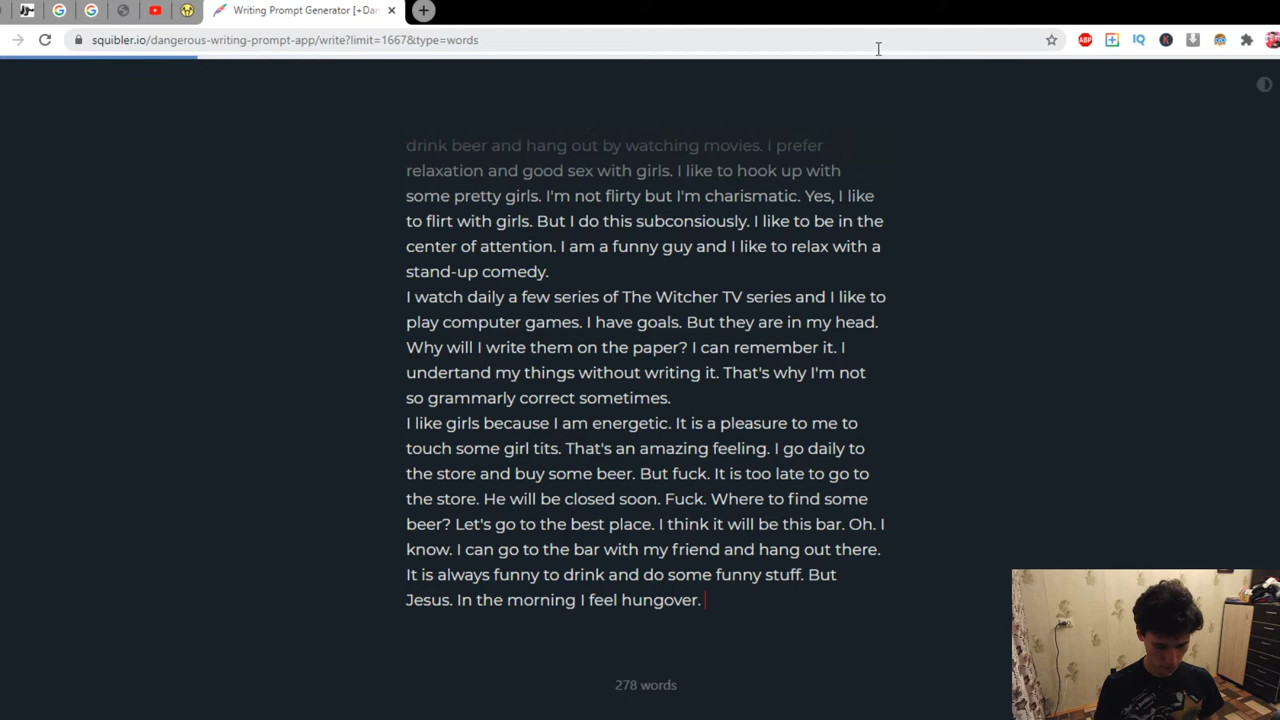 Writing Prompt Generator [+Dan
squibler.io/dangerous-writing-prompt-app/write?limit=1667&type=words
drink beer and hang out by watching movies. I prefer
relaxation and good sex with girls. I like to hook up with
some pretty girls. I'm not flirty but I'm charismatic. Yes, I like
to flirt with girls. But I do this subconsiously. I like to be in the
center of attention. I am a funny guy and I like to relax with a
stand-up comedy.
I watch daily a few series of The Witcher TV series and I like to
play computer games. I have goals. But they are in my head.
Why will I write them on the paper? I can remember it. I
undertand my things without writing it. That's why I'm not
so grammarly correct sometimes.
I like girls because I am energetic. It is a pleasure to me to
touch some girl tits. That's an amazing feeling. I go daily to
the store and buy some beer. But fuck. It is too late to go to
the store. He will be closed soon. Fuck. Where to find some
beer? Let's go to the best place. I think it will be this bar. Oh. I
know. I can go to the bar with my friend and hang out there.
It is always funny to drink and do some funny stuff. But
Jesus. In the morning I feel hungover.
278 words